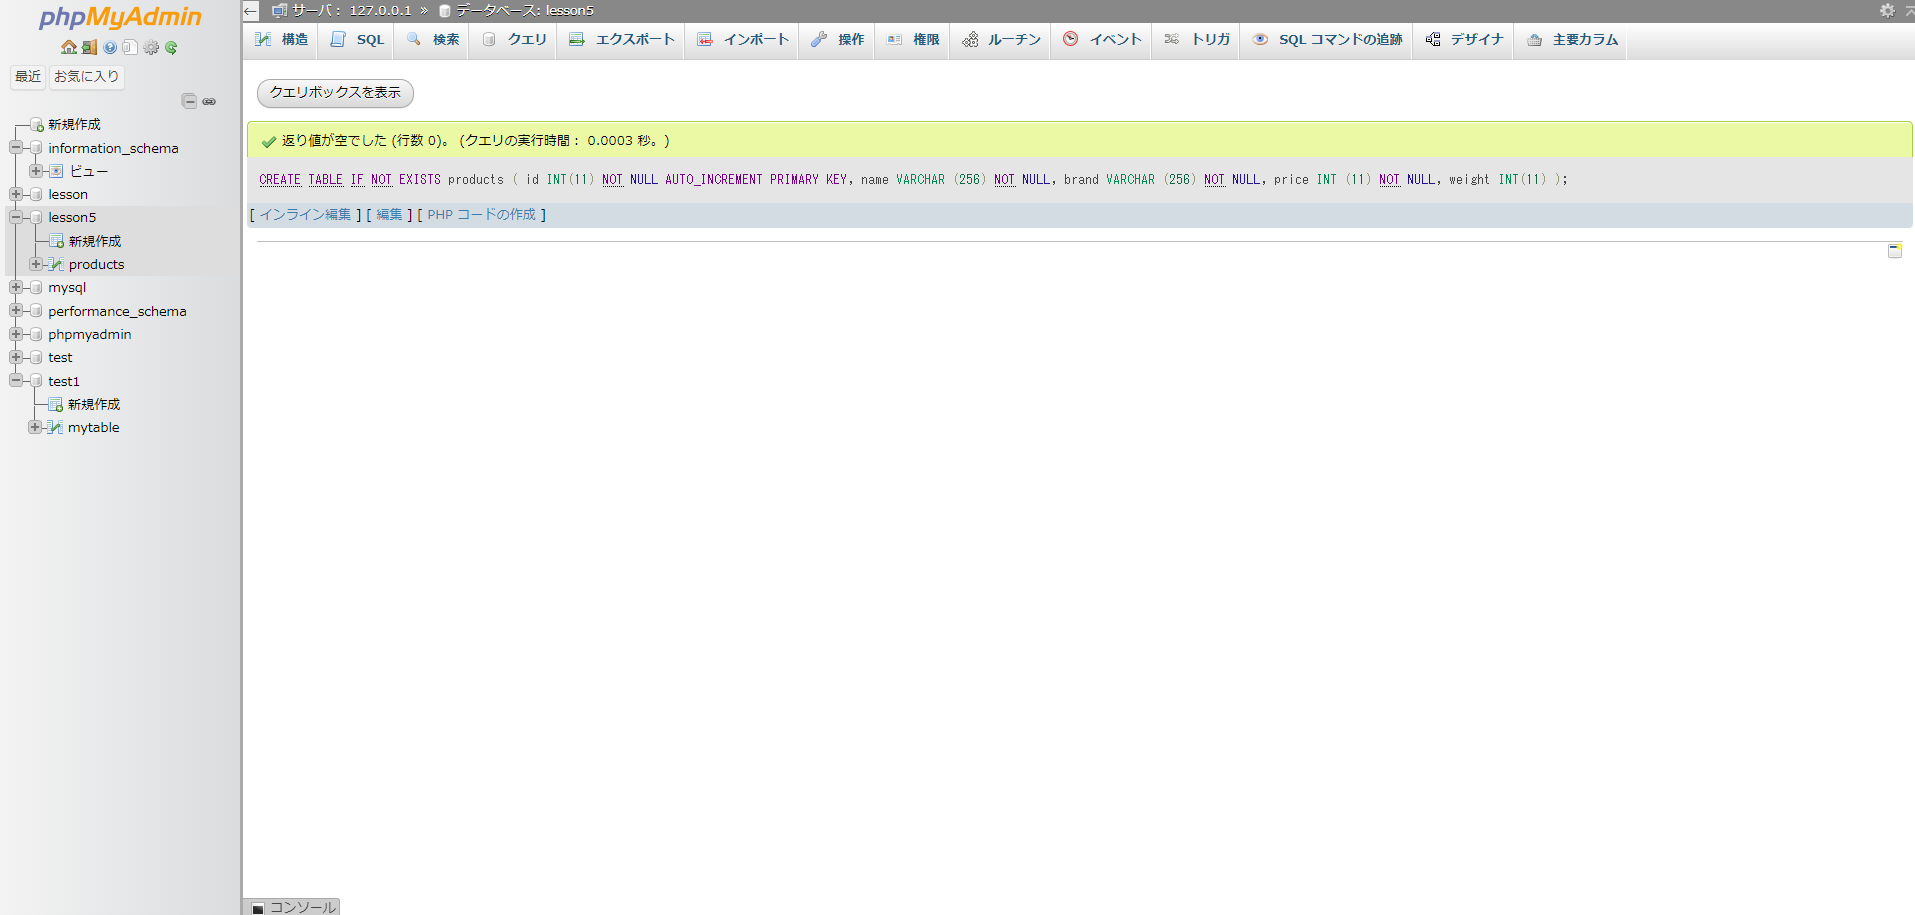 phpMyAdmin
最近 お気に入り
新規作成
information_schema
ビュー
lesson
lesson5
新規作成
products
mysql
performance_schema
phpmyadmin
test
test1
新規作成
mytable
サーバ: 127.0.0.1 » データベース: lesson5
構造 SQL 検索 クエリ エクスポート インポート 操作 権限 ルーチン イベント トリガ SQL コマンドの追跡 デザイナ 主要カラム
クエリボックスを表示
返り値が空でした (行数 0)。 (クエリの実行時間: 0.0003 秒。)
CREATE TABLE IF NOT EXISTS products ( id INT(11) NOT NULL AUTO_INCREMENT PRIMARY KEY, name VARCHAR (256) NOT NULL, brand VARCHAR (256) NOT NULL, price INT (11) NOT NULL, weight INT(11) );
[ インライン編集 ] [ 編集 ] [ PHP コードの作成 ]
コンソール